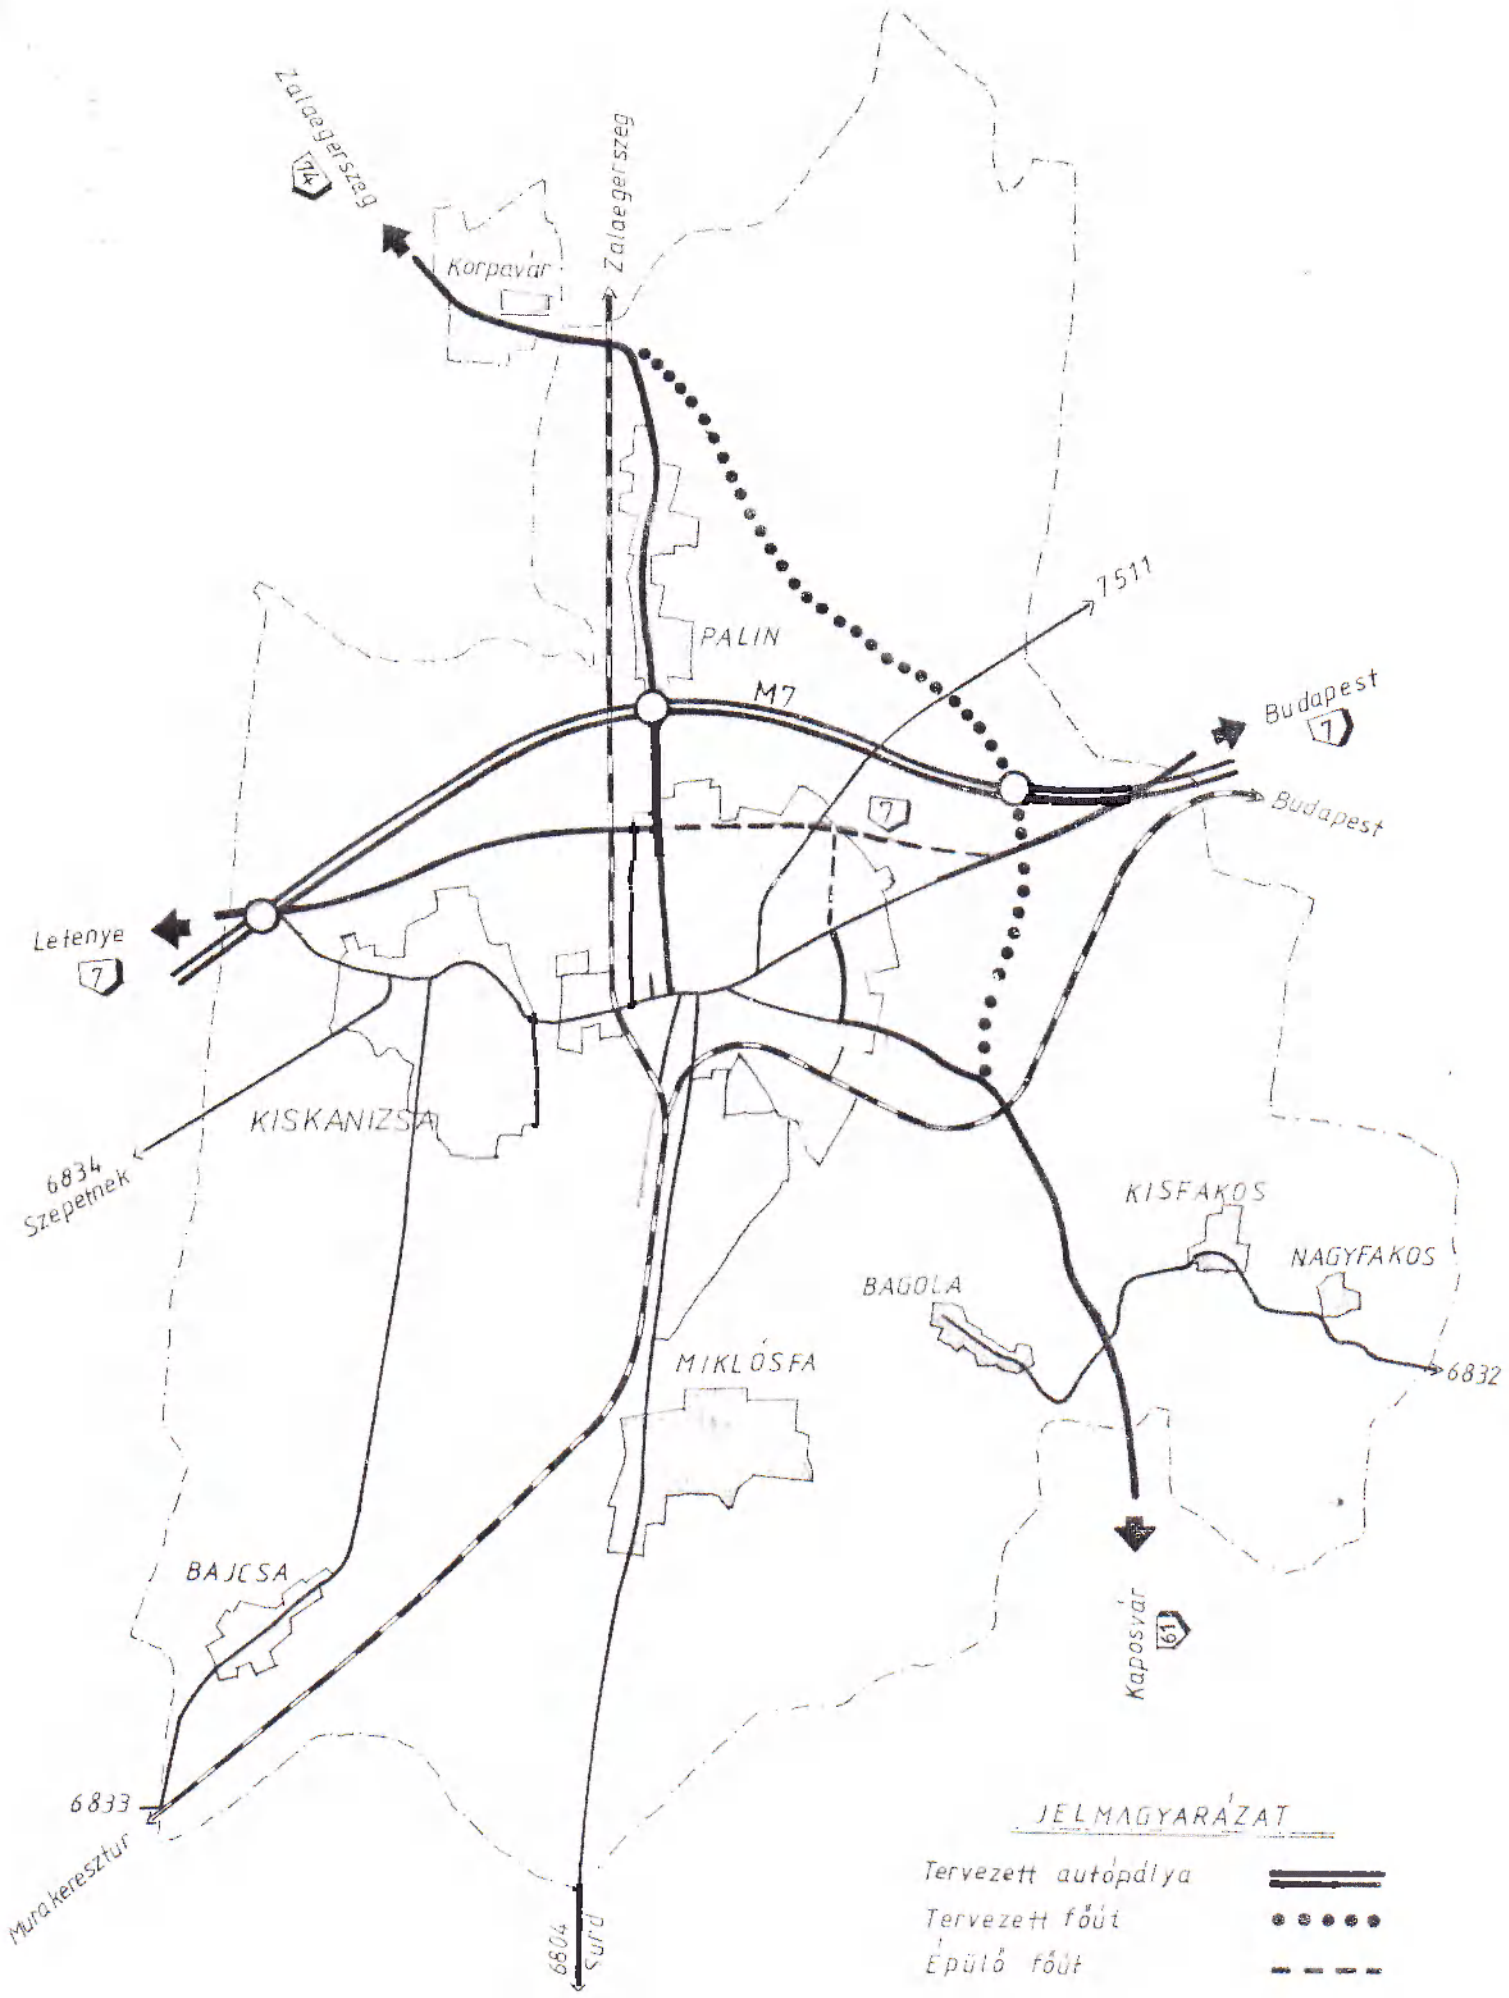 Zalaegerszeg
74
Zalaegerszeg
Korpavár
7511
PALIN
M7
Budapest
7
Budapest
7
Letenye
7
KISKANIZSA
6834
Szepetnek
KISFAKOS
NAGYFAKOS
BAGOLA
6832
MIKLÓSFA
BAJCSA
Kaposvár
61
6833
Murakeresztur
6804
Surd
JELMAGYARÁZAT
Tervezett autópálya
Tervezett főút
Épülő főút